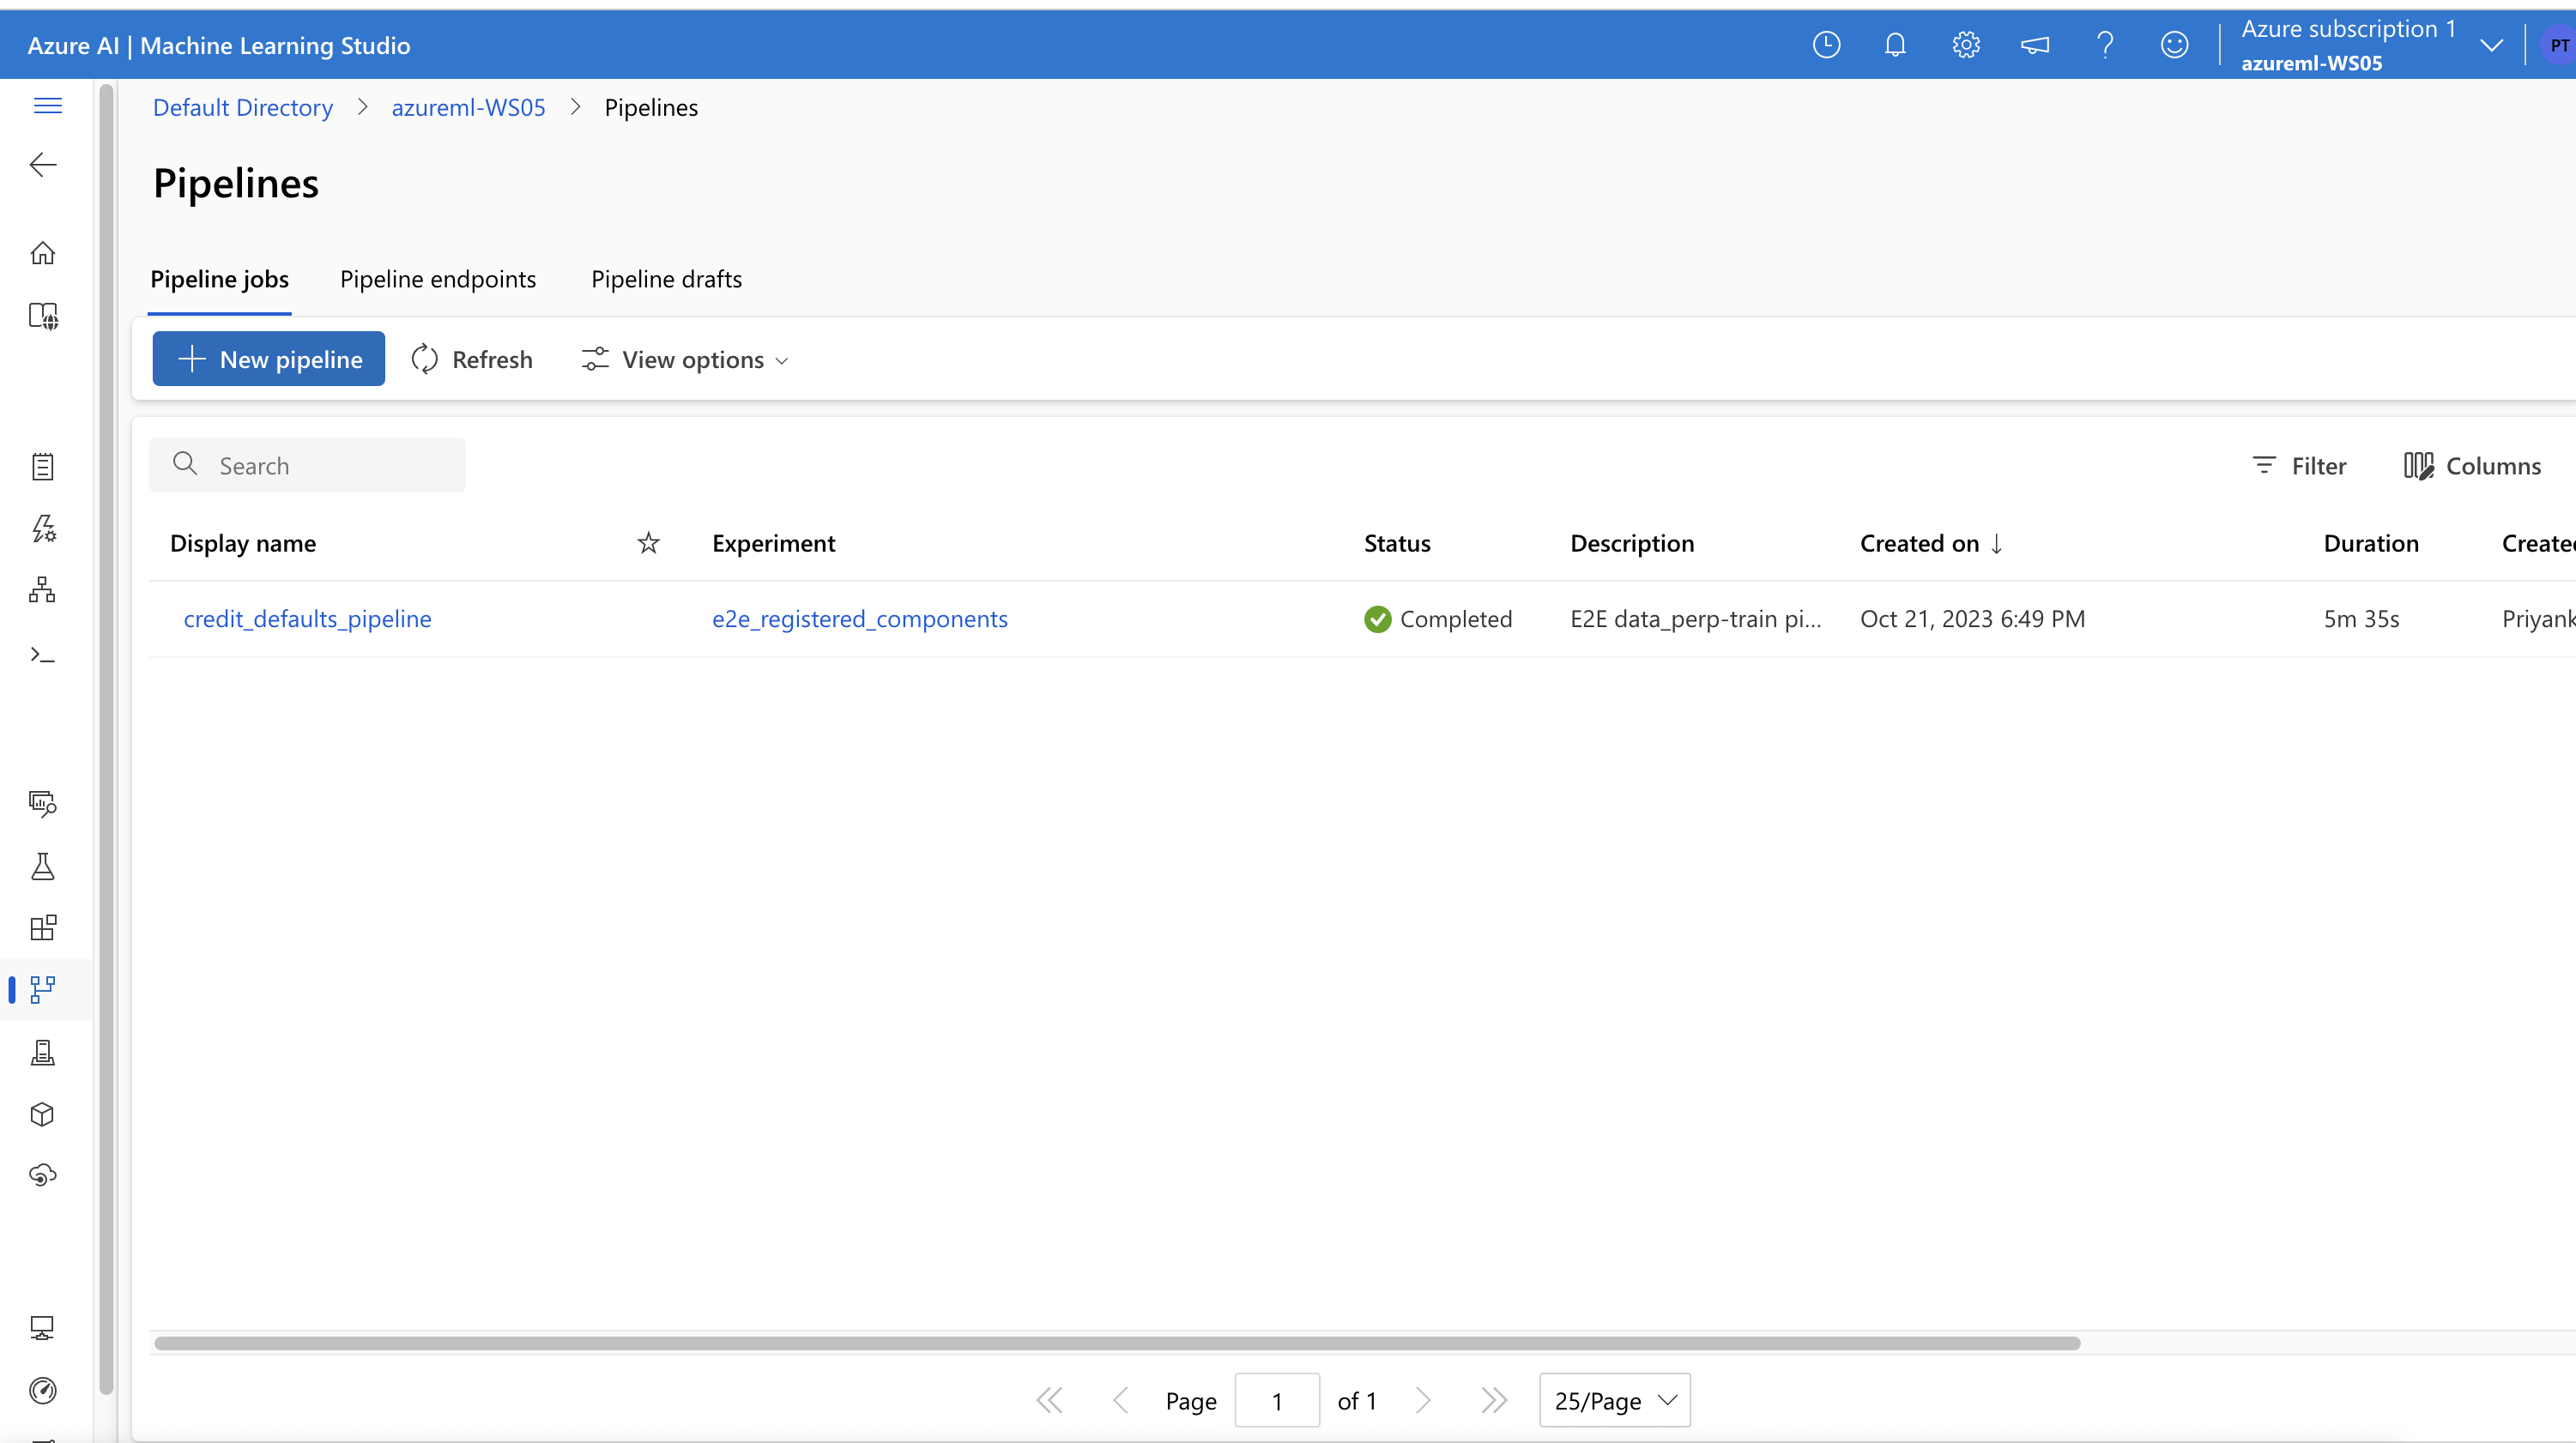 Azure AI | Machine Learning Studio
Azure subscription 1
azureml-WS05
PT
Default Directory > azureml-WS05 > Pipelines
Pipelines
Pipeline jobs Pipeline endpoints Pipeline drafts
New pipeline Refresh View options
Search Filter Columns
Display name Experiment Status Description Created on ↓ Duration Create
credit_defaults_pipeline e2e_registered_components Completed E2E data_perp-train pi... Oct 21, 2023 6:49 PM 5m 35s Priyank
Page 1 of 1 25/Page